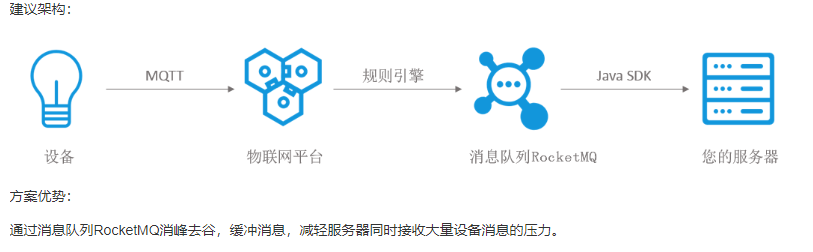 建议架构：
MQTT 规则引擎 Java SDK
设备 物联网平台 消息队列RocketMQ 您的服务器
方案优势：
通过消息队列RocketMQ消峰去谷，缓冲消息，减轻服务器同时接收大量设备消息的压力。